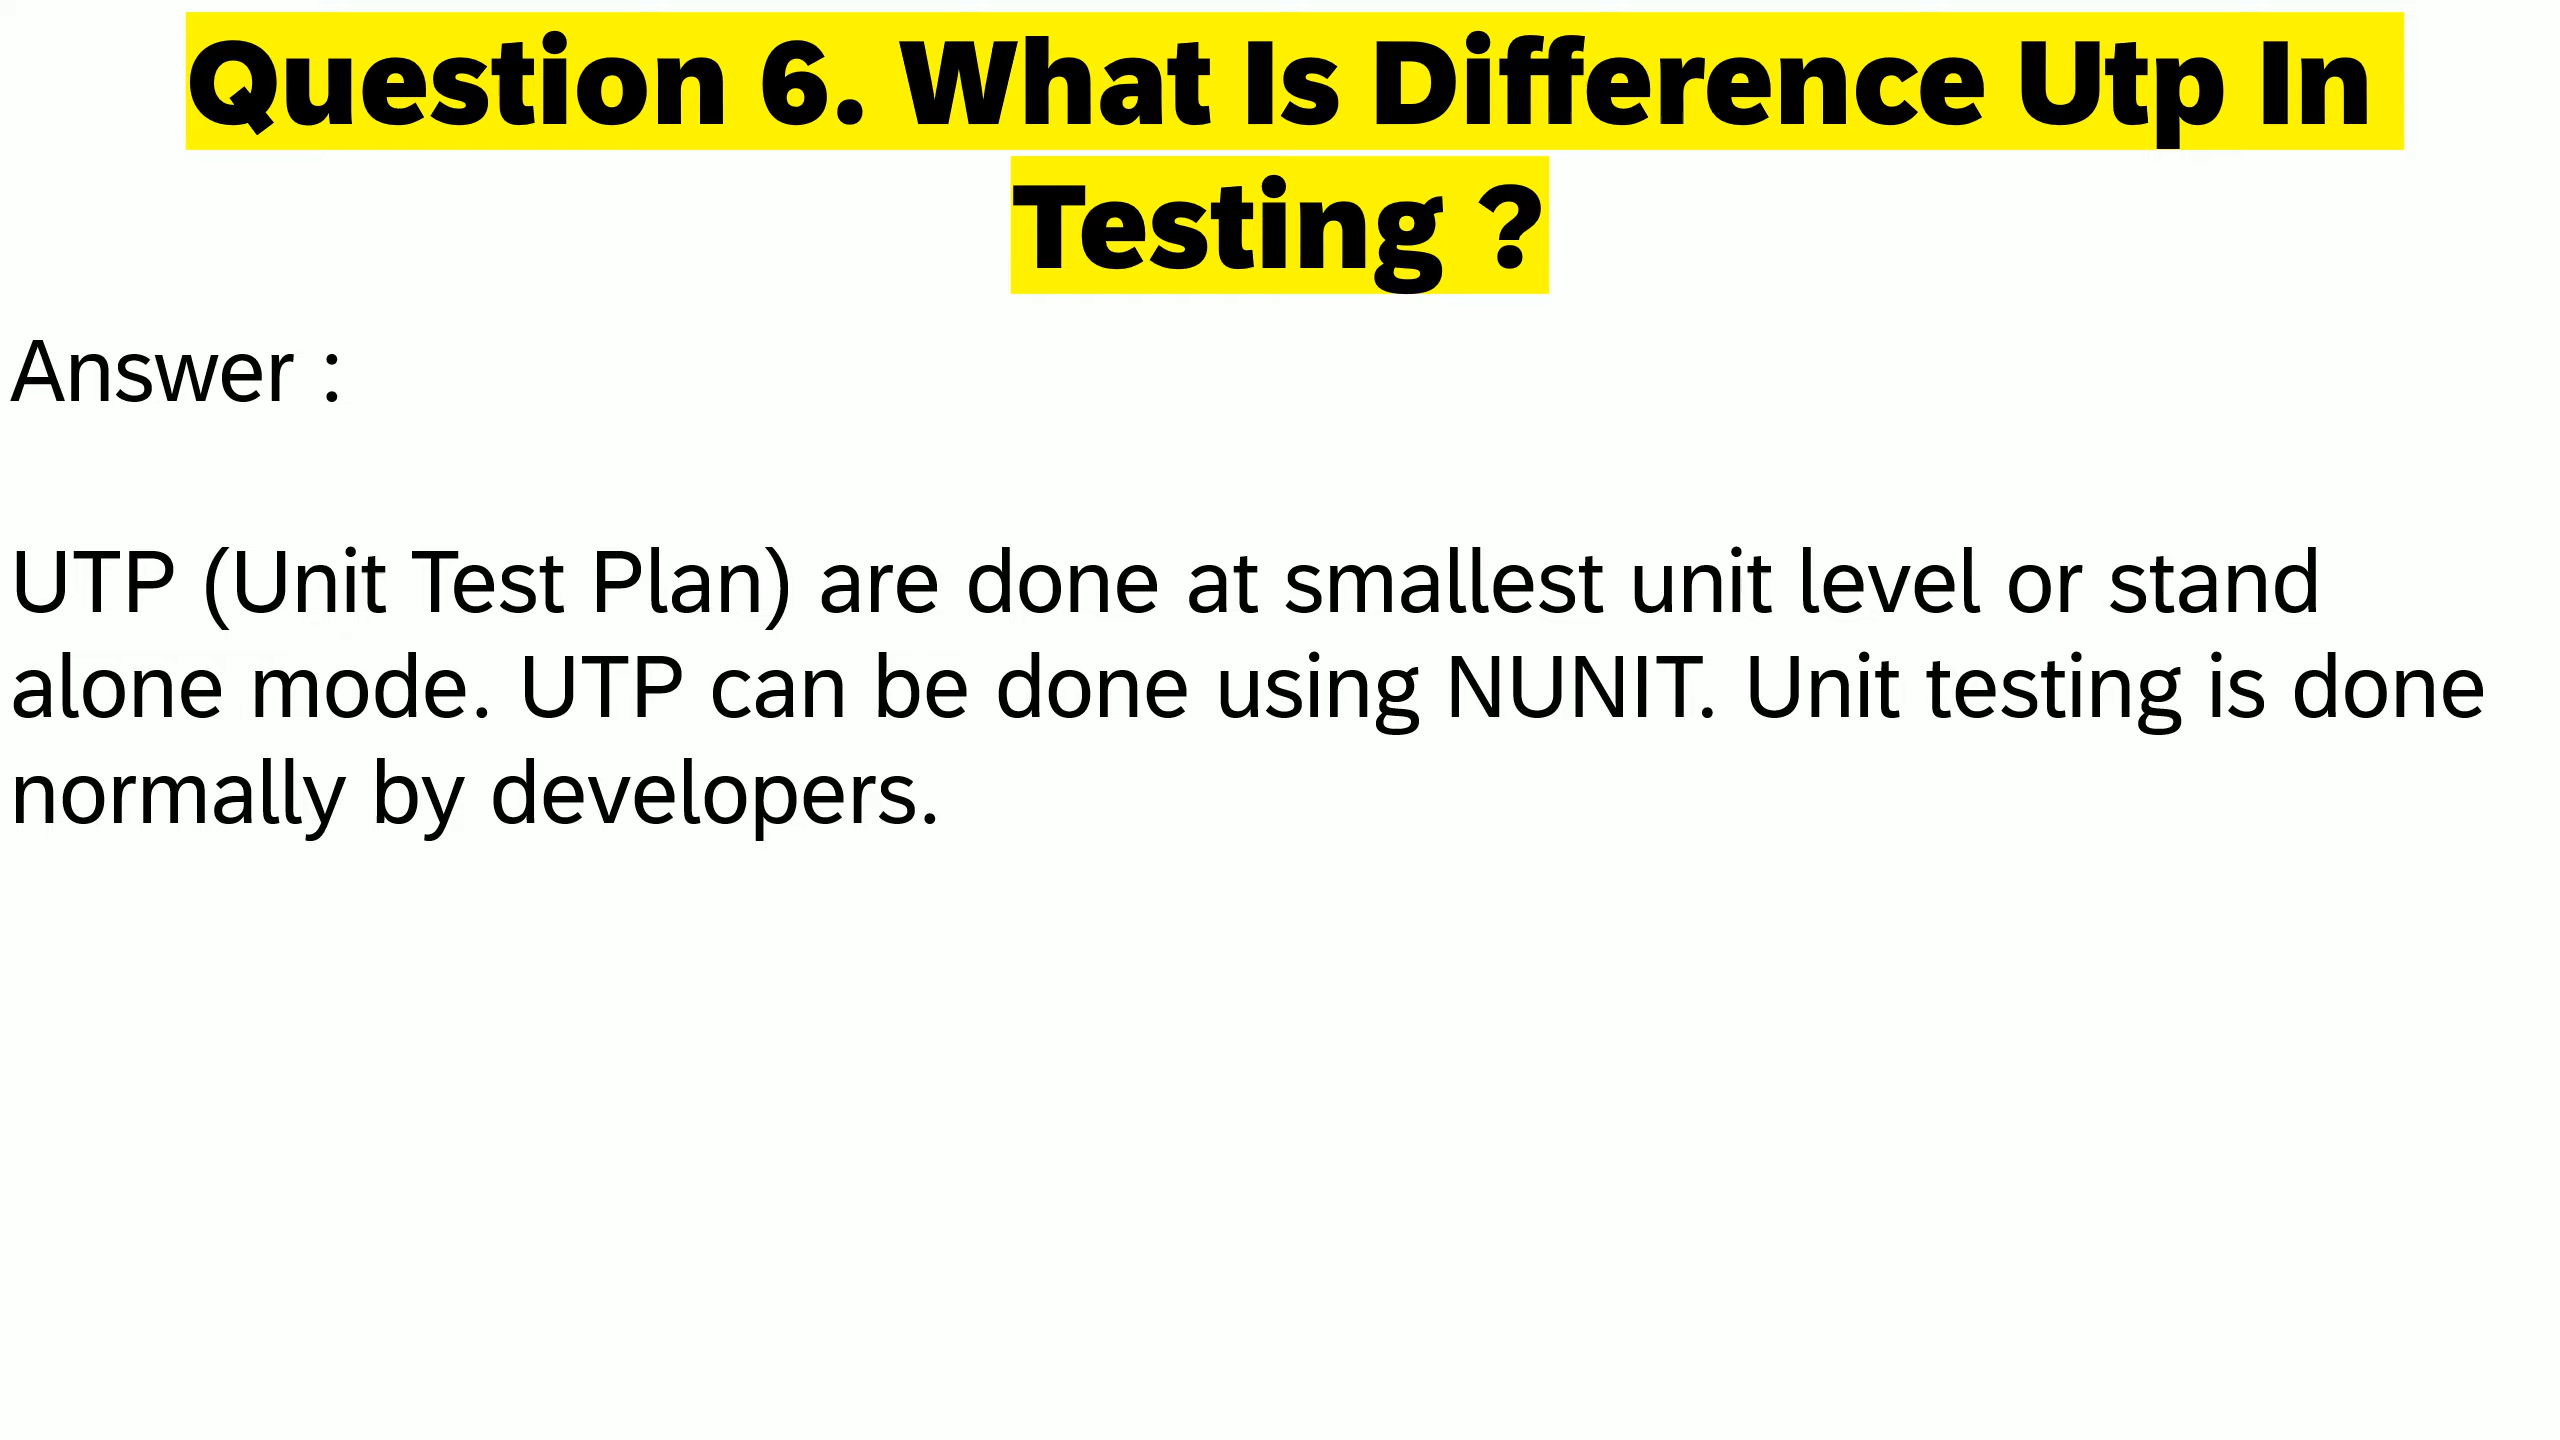 Question 6. What Is Difference Utp In
Testing ?
Answer :
UTP (Unit Test Plan) are done at smallest unit level or stand
alone mode. UTP can be done using NUNIT. Unit testing is done
normally by developers.